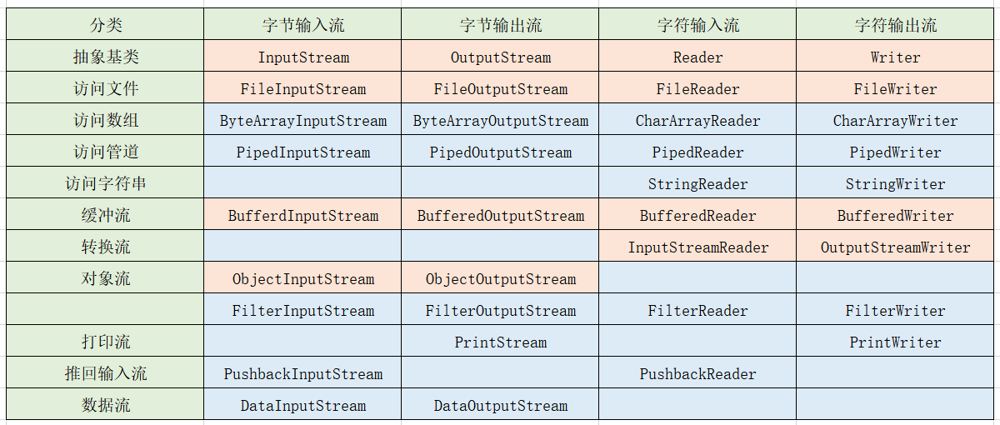 分类 字节输入流 字节输出流 字符输入流 字符输出流
抽象基类 InputStream OutputStream Reader Writer
访问文件 FileInputStream FileOutputStream FileReader FileWriter
访问数组 ByteArrayInputStream ByteArrayOutputStream CharArrayReader CharArrayWriter
访问管道 PipedInputStream PipedOutputStream PipedReader PipedWriter
访问字符串 StringReader StringWriter
缓冲流 BufferdInputStream BufferedOutputStream BufferedReader BufferedWriter
转换流 InputStreamReader OutputStreamWriter
对象流 ObjectInputStream ObjectOutputStream
FilterInputStream FilterOutputStream FilterReader FilterWriter
打印流 PrintStream PrintWriter
推回输入流 PushbackInputStream PushbackReader
数据流 DataInputStream DataOutputStream